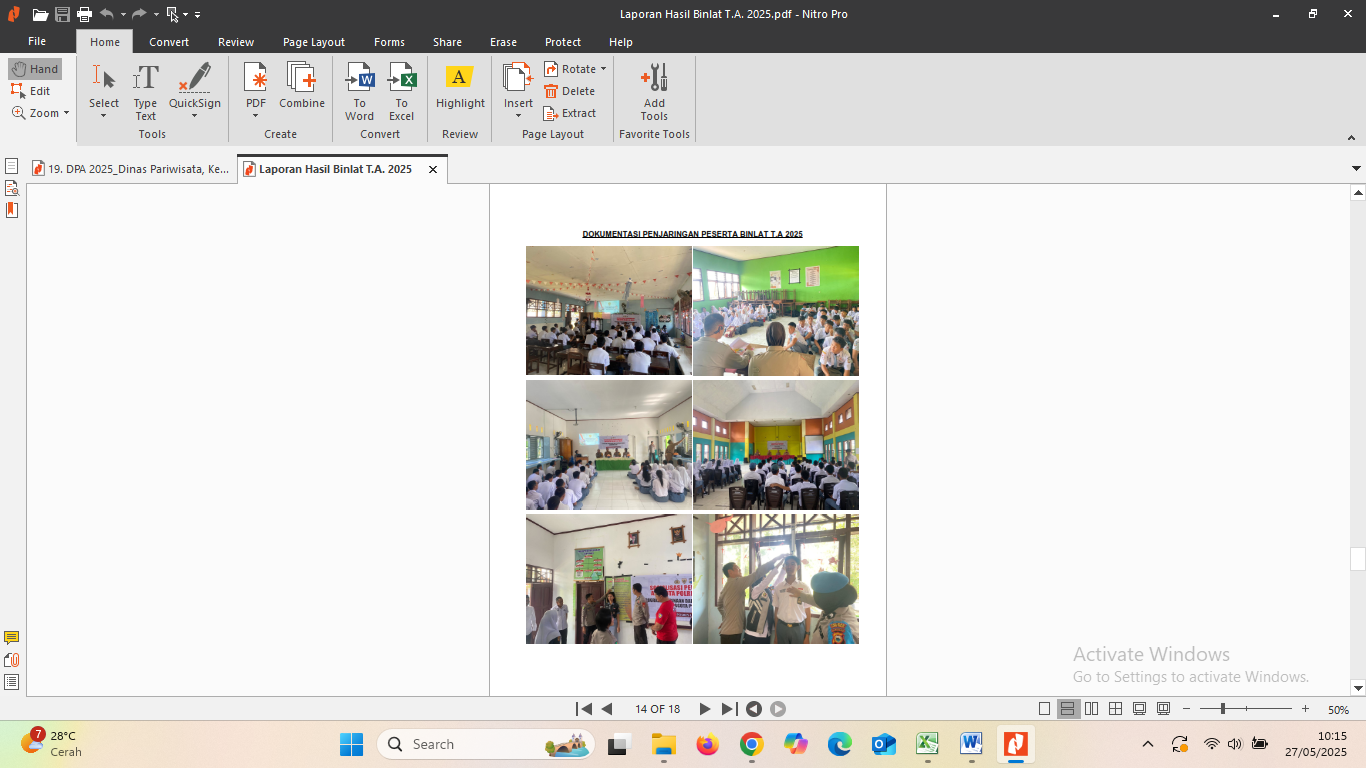 Laporan Hasil Binlat T.A. 2025.pdf - Nitro Pro
File Home Convert Review Page Layout Forms Share Erase Protect Help
Hand
Edit
Zoom
Select
Type Text
QuickSign
Tools
PDF
Combine
Create
To Word
To Excel
Convert
A
Highlight
Review
Insert
Rotate
Delete
Extract
Page Layout
Add Tools
Favorite Tools
19. DPA 2025_Dinas Pariwisata, Ke...
Laporan Hasil Binlat T.A. 2025
DOKUMENTASI PENJARINGAN PESERTA BINLAT T.A 2025
Activate Windows
Go to Settings to activate Windows.
14 OF 18
50%
7
28°C
Cerah
Search
10:15
27/05/2025